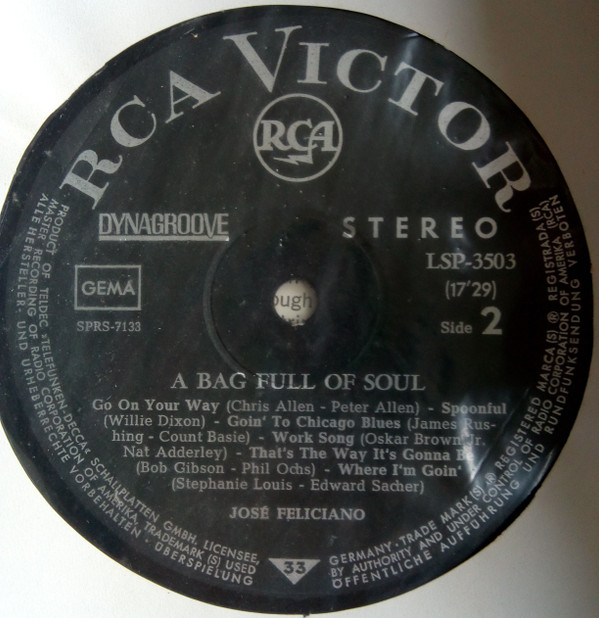 RCA VICTOR
RCA
DYNAGROOVE
STEREO
LSP-3503
GEMA
(17'29)
SPRS-7133
Side 2
ough
A BAG FULL OF SOUL
Go On Your Way (Chris Allen - Peter Allen) - Spoonful
(Willie Dixon) - Goin' To Chicago Blues (James Rus-
hing - Count Basie) - Work Song (Oskar Brown Jr.
Nat Adderley) - That's The Way It's Gonna Be
(Bob Gibson - Phil Ochs) - Where I'm Goin'
(Stephanie Louis - Edward Sacher)
JOSÉ FELICIANO
33
PRODUCT OF TELDEC »TELEFUNKEN-DECCA« SCHALLPLATTEN GMBH, LICENSEE,
MASTER RECORDING OF RADIO CORPORATION OF AMERICA, TRADEMARK (S) USED
ALLE HERSTELLER- UND URHEBERRECHTE VORBEHALTEN · ÜBERSPIELUNG
GERMANY · TRADE MARK(S) ® REGISTERED MARCA(S) ® REGISTRADA(S)
BY AUTHORITY AND UNDER CONTROL OF RADIO CORPORATION OF AMERIKA (RCA)
ÖFFENTLICHE AUFFÜHRUNG UND RUNDFUNKSENDUNG VERBOTEN